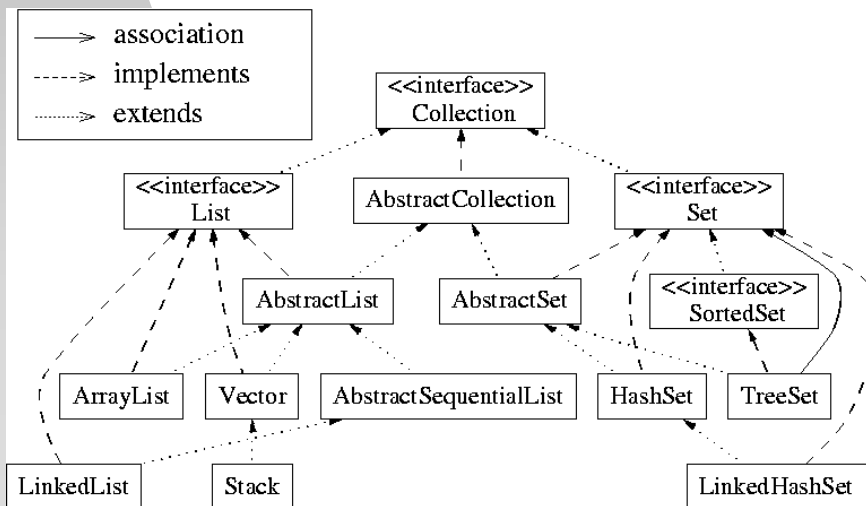 association
implements
extends
<<interface>>
Collection
<<interface>>
List
AbstractCollection
<<interface>>
Set
AbstractList
AbstractSet
<<interface>>
SortedSet
ArrayList
Vector
AbstractSequentialList
HashSet
TreeSet
LinkedList
Stack
LinkedHashSet